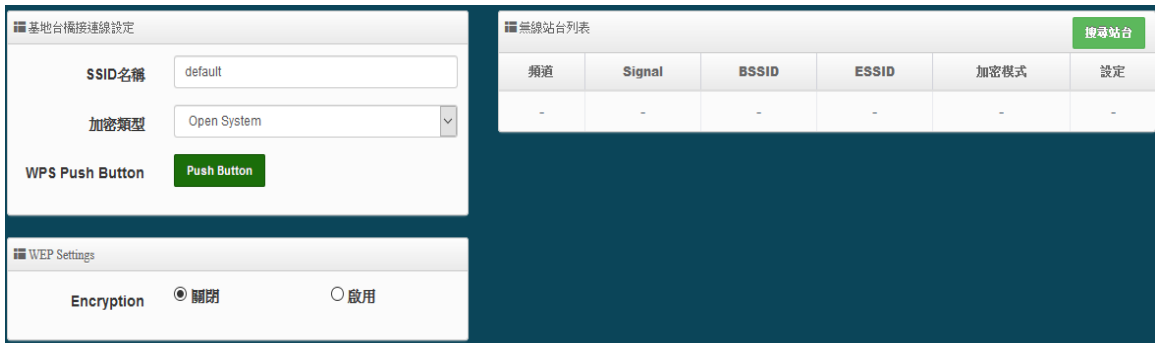 基地台橋接連線設定
SSID名稱 default
加密類型 Open System
WPS Push Button Push Button
WEP Settings
Encryption 關閉 啟用
無線站台列表 搜尋站台
頻道 Signal BSSID ESSID 加密模式 設定
- - - - - -